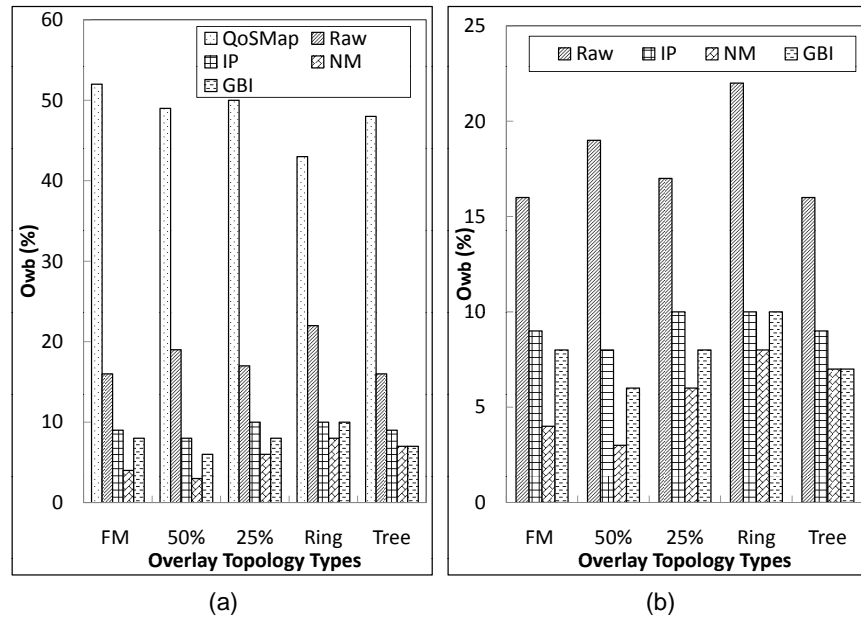 60
50
40
30
20
10
0
Owb (%)
QoSMap Raw
IP NM
GBI
FM 50% 25% Ring Tree
Overlay Topology Types
(a)
25
20
15
10
5
0
Owb (%)
Raw IP NM GBI
FM 50% 25% Ring Tree
Overlay Topology Types
(b)